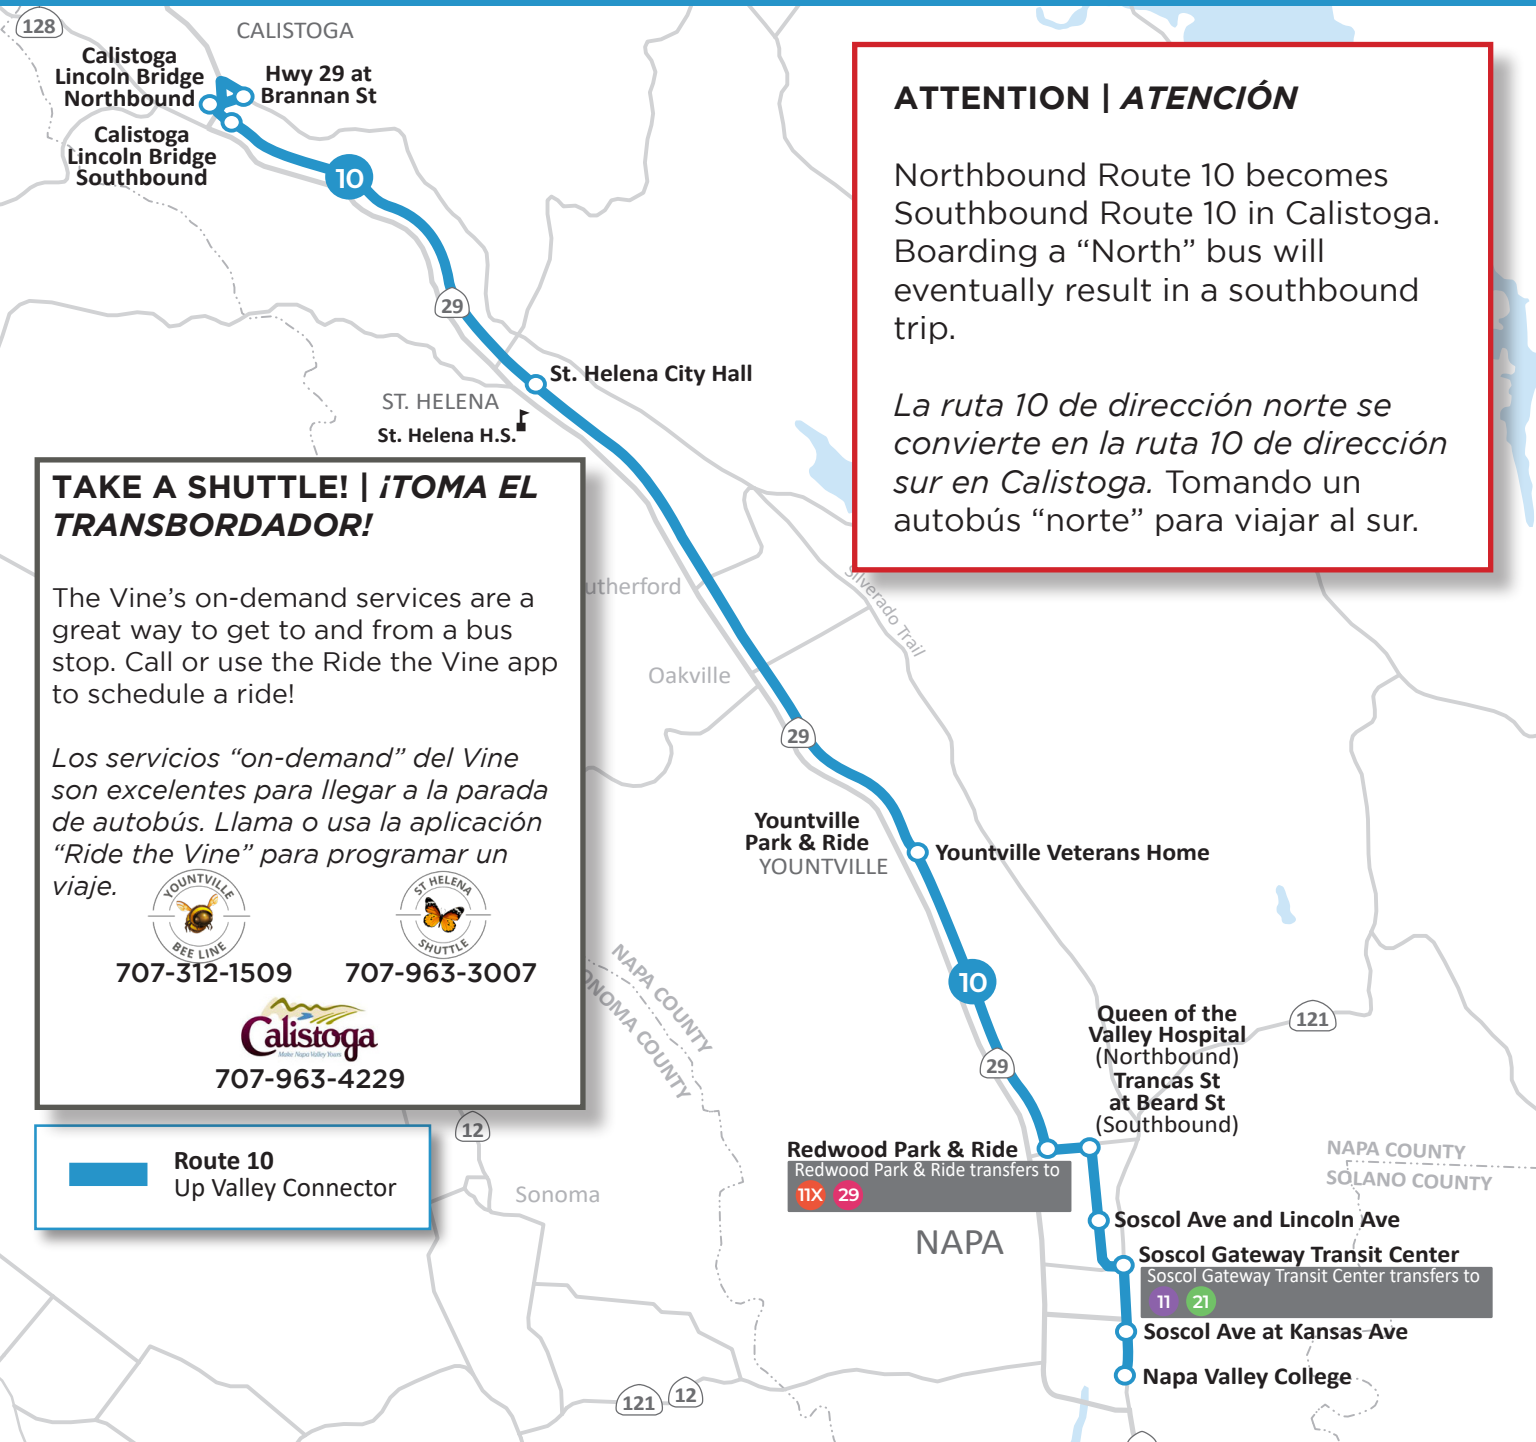 128
CALISTOGA
Calistoga
Lincoln Bridge
Northbound
Hwy 29 at
Brannan St
Calistoga
Lincoln Bridge
Southbound
10
29
St. Helena City Hall
ST. HELENA
St. Helena H.S.
ATTENTION | ATENCIÓN
Northbound Route 10 becomes
Southbound Route 10 in Calistoga.
Boarding a “North” bus will
eventually result in a southbound
trip.
La ruta 10 de dirección norte se
convierte en la ruta 10 de dirección
sur en Calistoga. Tomando un
autobús “norte” para viajar al sur.
TAKE A SHUTTLE! | ¡TOMA EL
TRANSBORDADOR!
The Vine’s on-demand services are a
great way to get to and from a bus
stop. Call or use the Ride the Vine app
to schedule a ride!
Los servicios “on-demand” del Vine
son excelentes para llegar a la parada
de autobús. Llama o usa la aplicación
“Ride the Vine” para programar un
viaje.
YOUNTVILLE
BEE LINE
707-312-1509
ST HELENA
SHUTTLE
707-963-3007
Calistoga
Make Napa Valley Yours
707-963-4229
Route 10
Up Valley Connector
utherford
Silverado Trail
Oakville
29
Yountville
Park & Ride
YOUNTVILLE
Yountville Veterans Home
NAPA COUNTY
ONOMA COUNTY
10
29
Queen of the
Valley Hospital
(Northbound)
Trancas St
at Beard St
(Southbound)
121
12
Sonoma
Redwood Park & Ride
Redwood Park & Ride transfers to
11X 29
NAPA COUNTY
SOLANO COUNTY
NAPA
Soscol Ave and Lincoln Ave
Soscol Gateway Transit Center
Soscol Gateway Transit Center transfers to
11 21
Soscol Ave at Kansas Ave
Napa Valley College
121
12